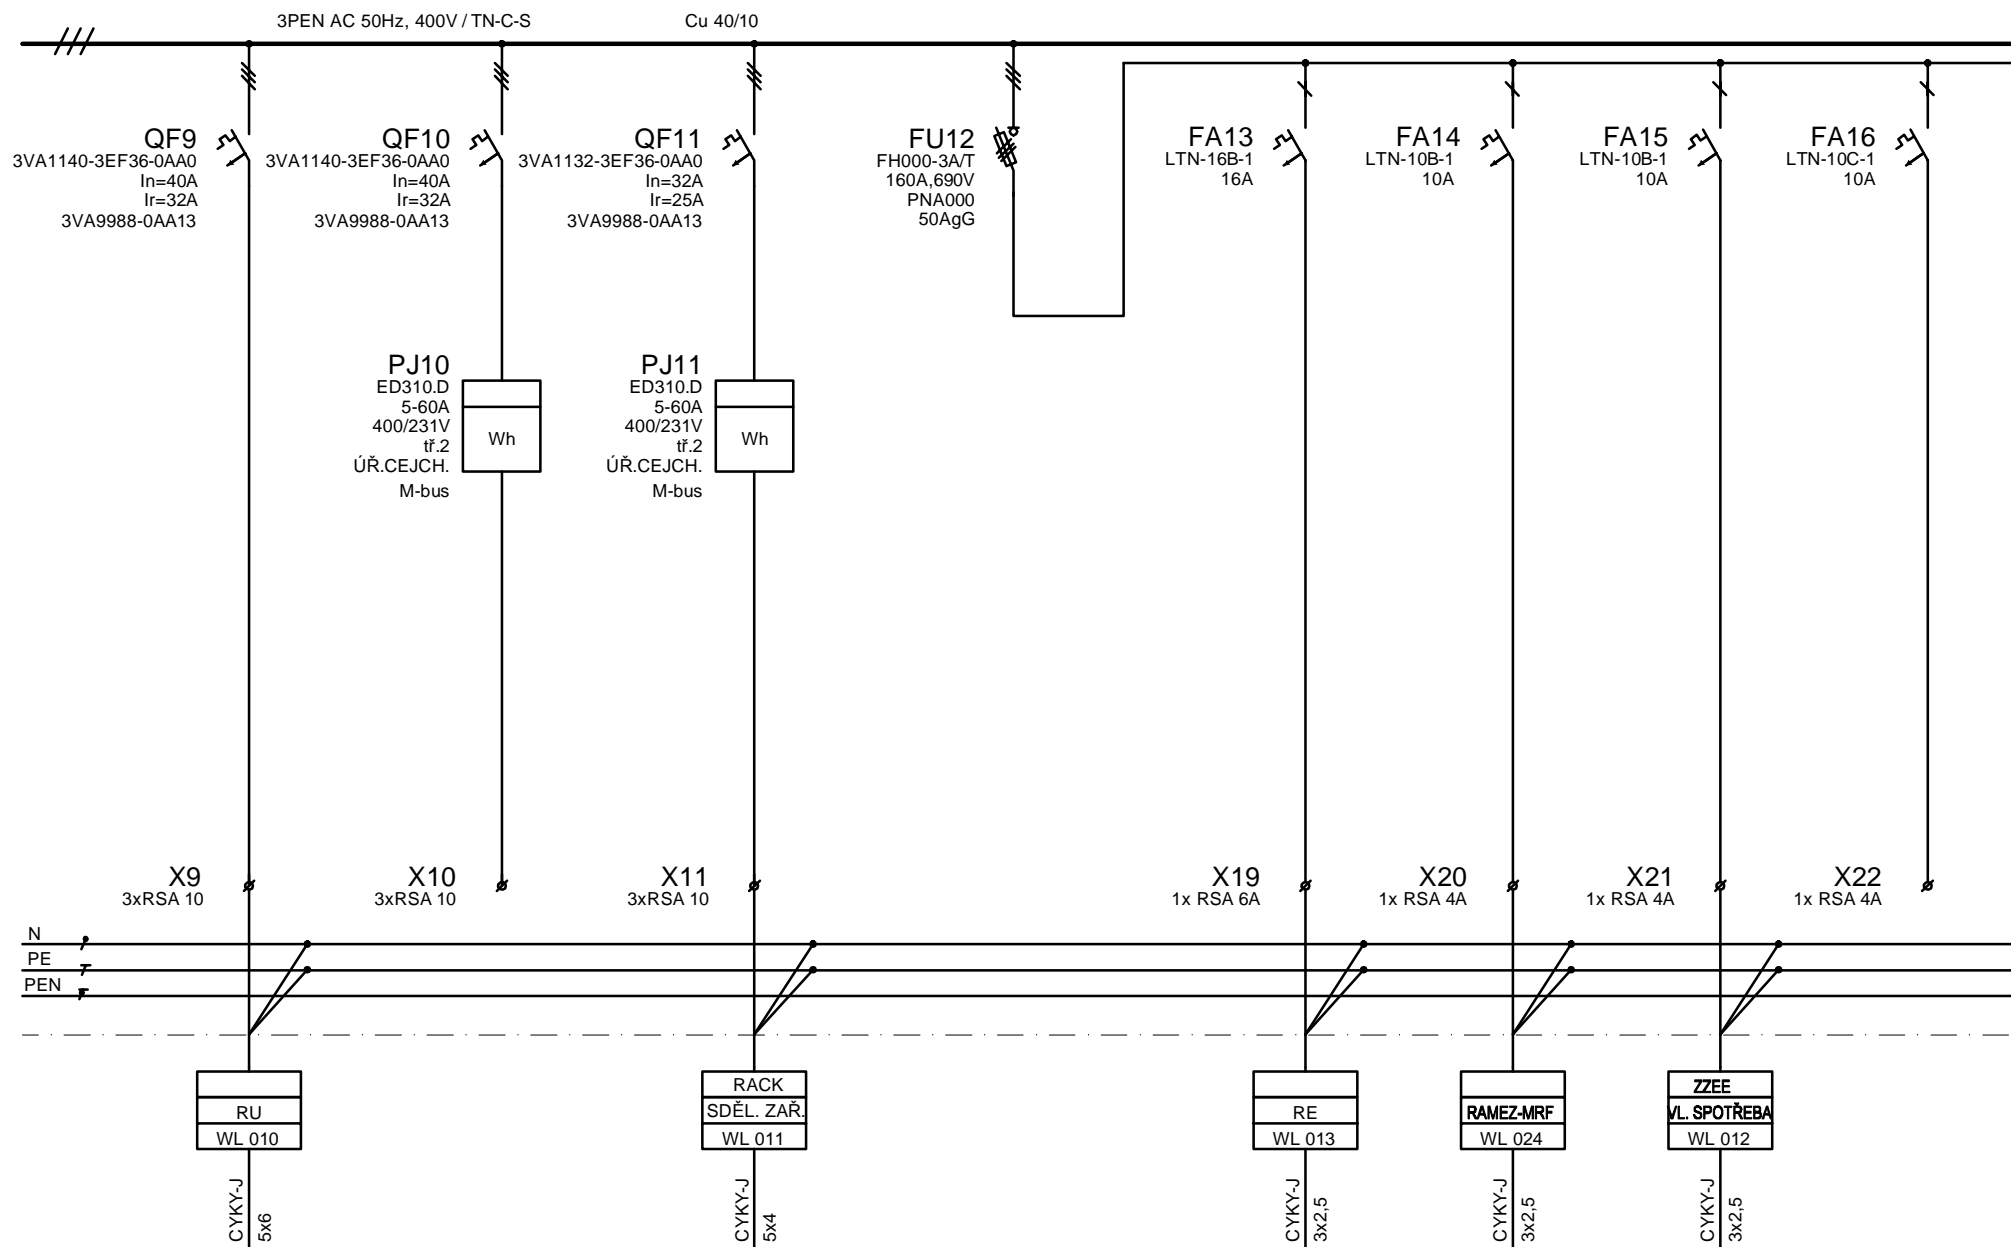 3PEN AC 50Hz, 400V / TN-C-S
Cu 40/10
QF9
3VA1140-3EF36-0AA0
In=40A
Ir=32A
3VA9988-0AA13
QF10
3VA1140-3EF36-0AA0
In=40A
Ir=32A
3VA9988-0AA13
QF11
3VA1132-3EF36-0AA0
In=32A
Ir=25A
3VA9988-0AA13
FU12
FH000-3A/T
160A,690V
PNA000
50AgG
FA13
LTN-16B-1
16A
FA14
LTN-10B-1
10A
FA15
LTN-10B-1
10A
FA16
LTN-10C-1
10A
PJ10
ED310.D
5-60A
400/231V
tř.2
ÚŘ.CEJCH.
M-bus
Wh
PJ11
ED310.D
5-60A
400/231V
tř.2
ÚŘ.CEJCH.
M-bus
Wh
X9
3xRSA 10
X10
3xRSA 10
X11
3xRSA 10
X19
1x RSA 6A
X20
1x RSA 4A
X21
1x RSA 4A
X22
1x RSA 4A
N
PE
PEN
RU
WL 010
CYKY-J
5x6
RACK
SDĚL. ZAŘ.
WL 011
CYKY-J
5x4
RE
WL 013
CYKY-J
3x2,5
RAMEZ-MRF
WL 024
CYKY-J
3x2,5
ZZEE
VL. SPOTŘEBA
WL 012
CYKY-J
3x2,5